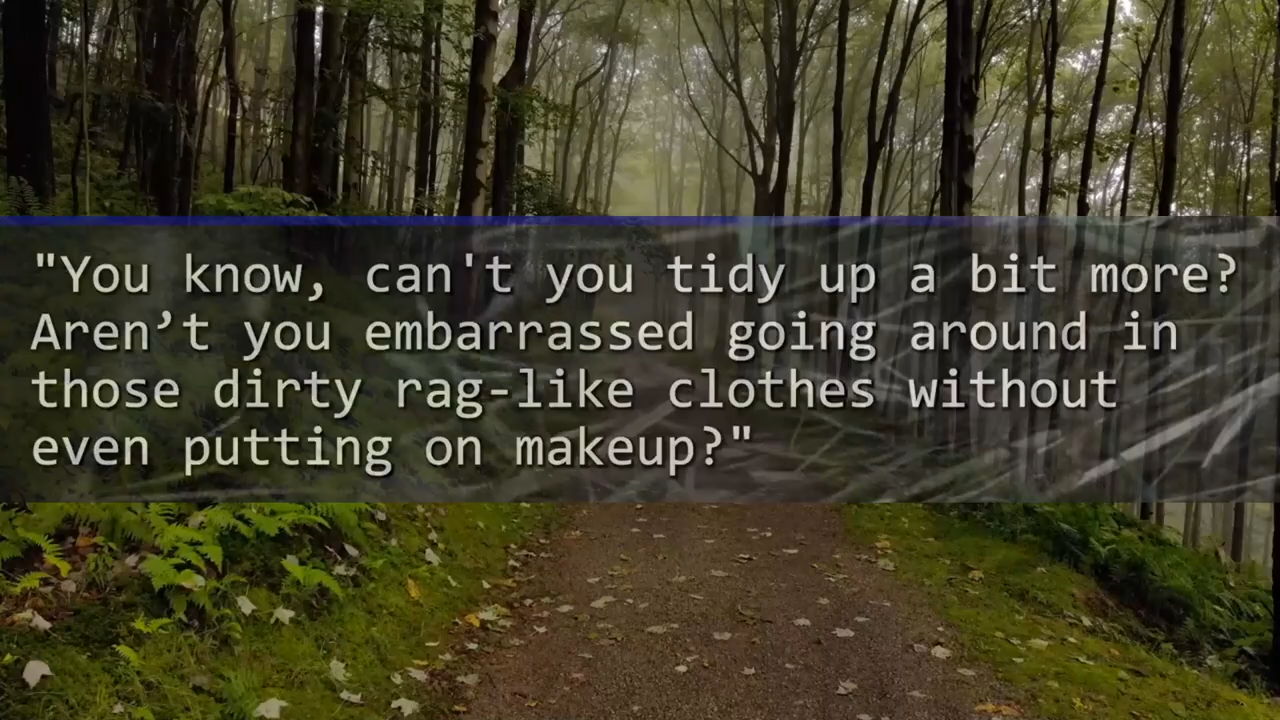 "You know, can't you tidy up a bit more?
Aren’t you embarrassed going around in
those dirty rag-like clothes without
even putting on makeup?"